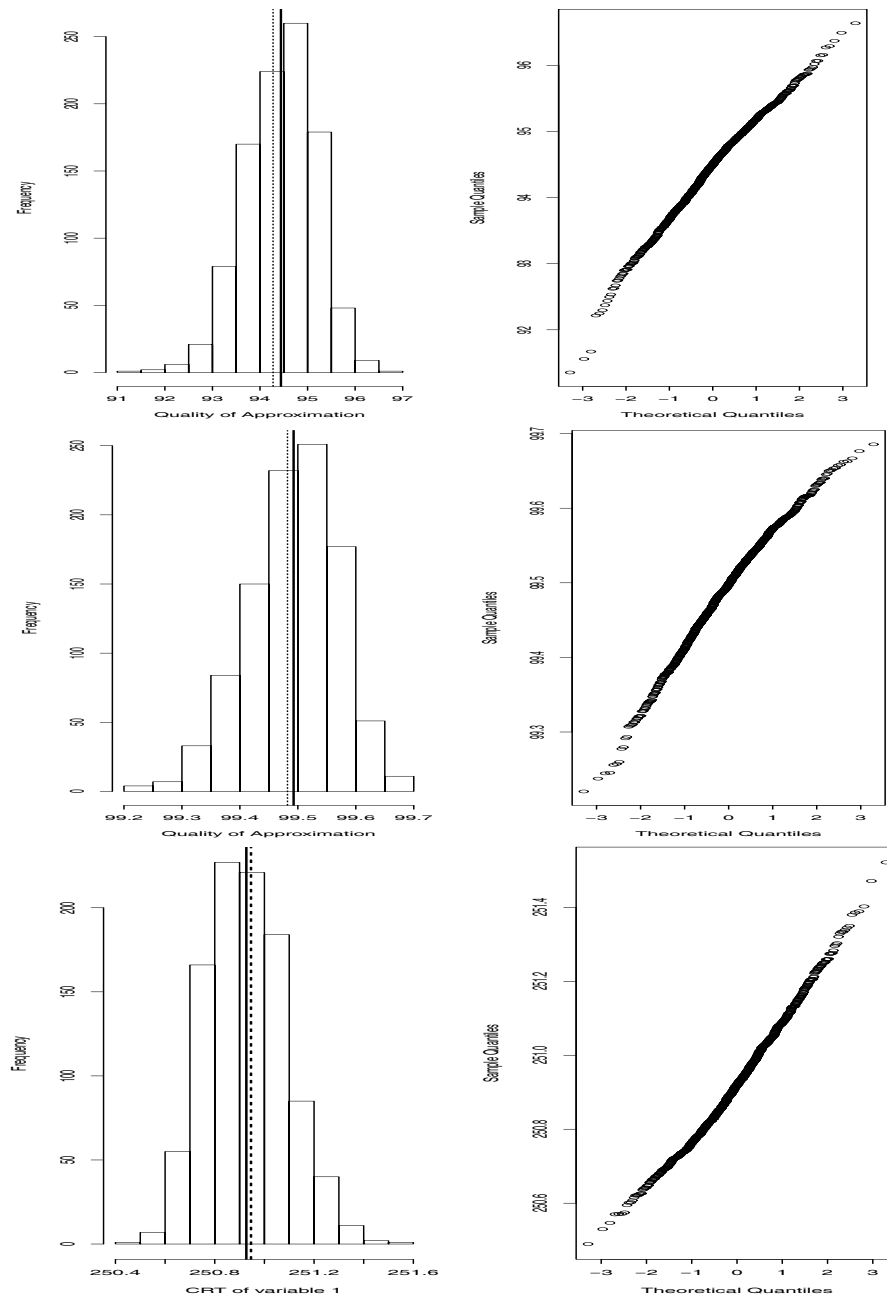 Frequency
0 50 100 150 200 250
91 92 93 94 95 96 97
Quality of Approximation
Sample Quantiles
92 93 94 95 96
−3 −2 −1 0 1 2 3
Theoretical Quantiles
Frequency
0 50 100 150 200 250
99.2 99.3 99.4 99.5 99.6 99.7
Quality of Approximation
Sample Quantiles
99.3 99.4 99.5 99.6 99.7
−3 −2 −1 0 1 2 3
Theoretical Quantiles
Frequency
0 50 100 150 200
250.4 250.8 251.2 251.6
CRT of variable 1
Sample Quantiles
250.6 250.8 251.0 251.2 251.4
−3 −2 −1 0 1 2 3
Theoretical Quantiles